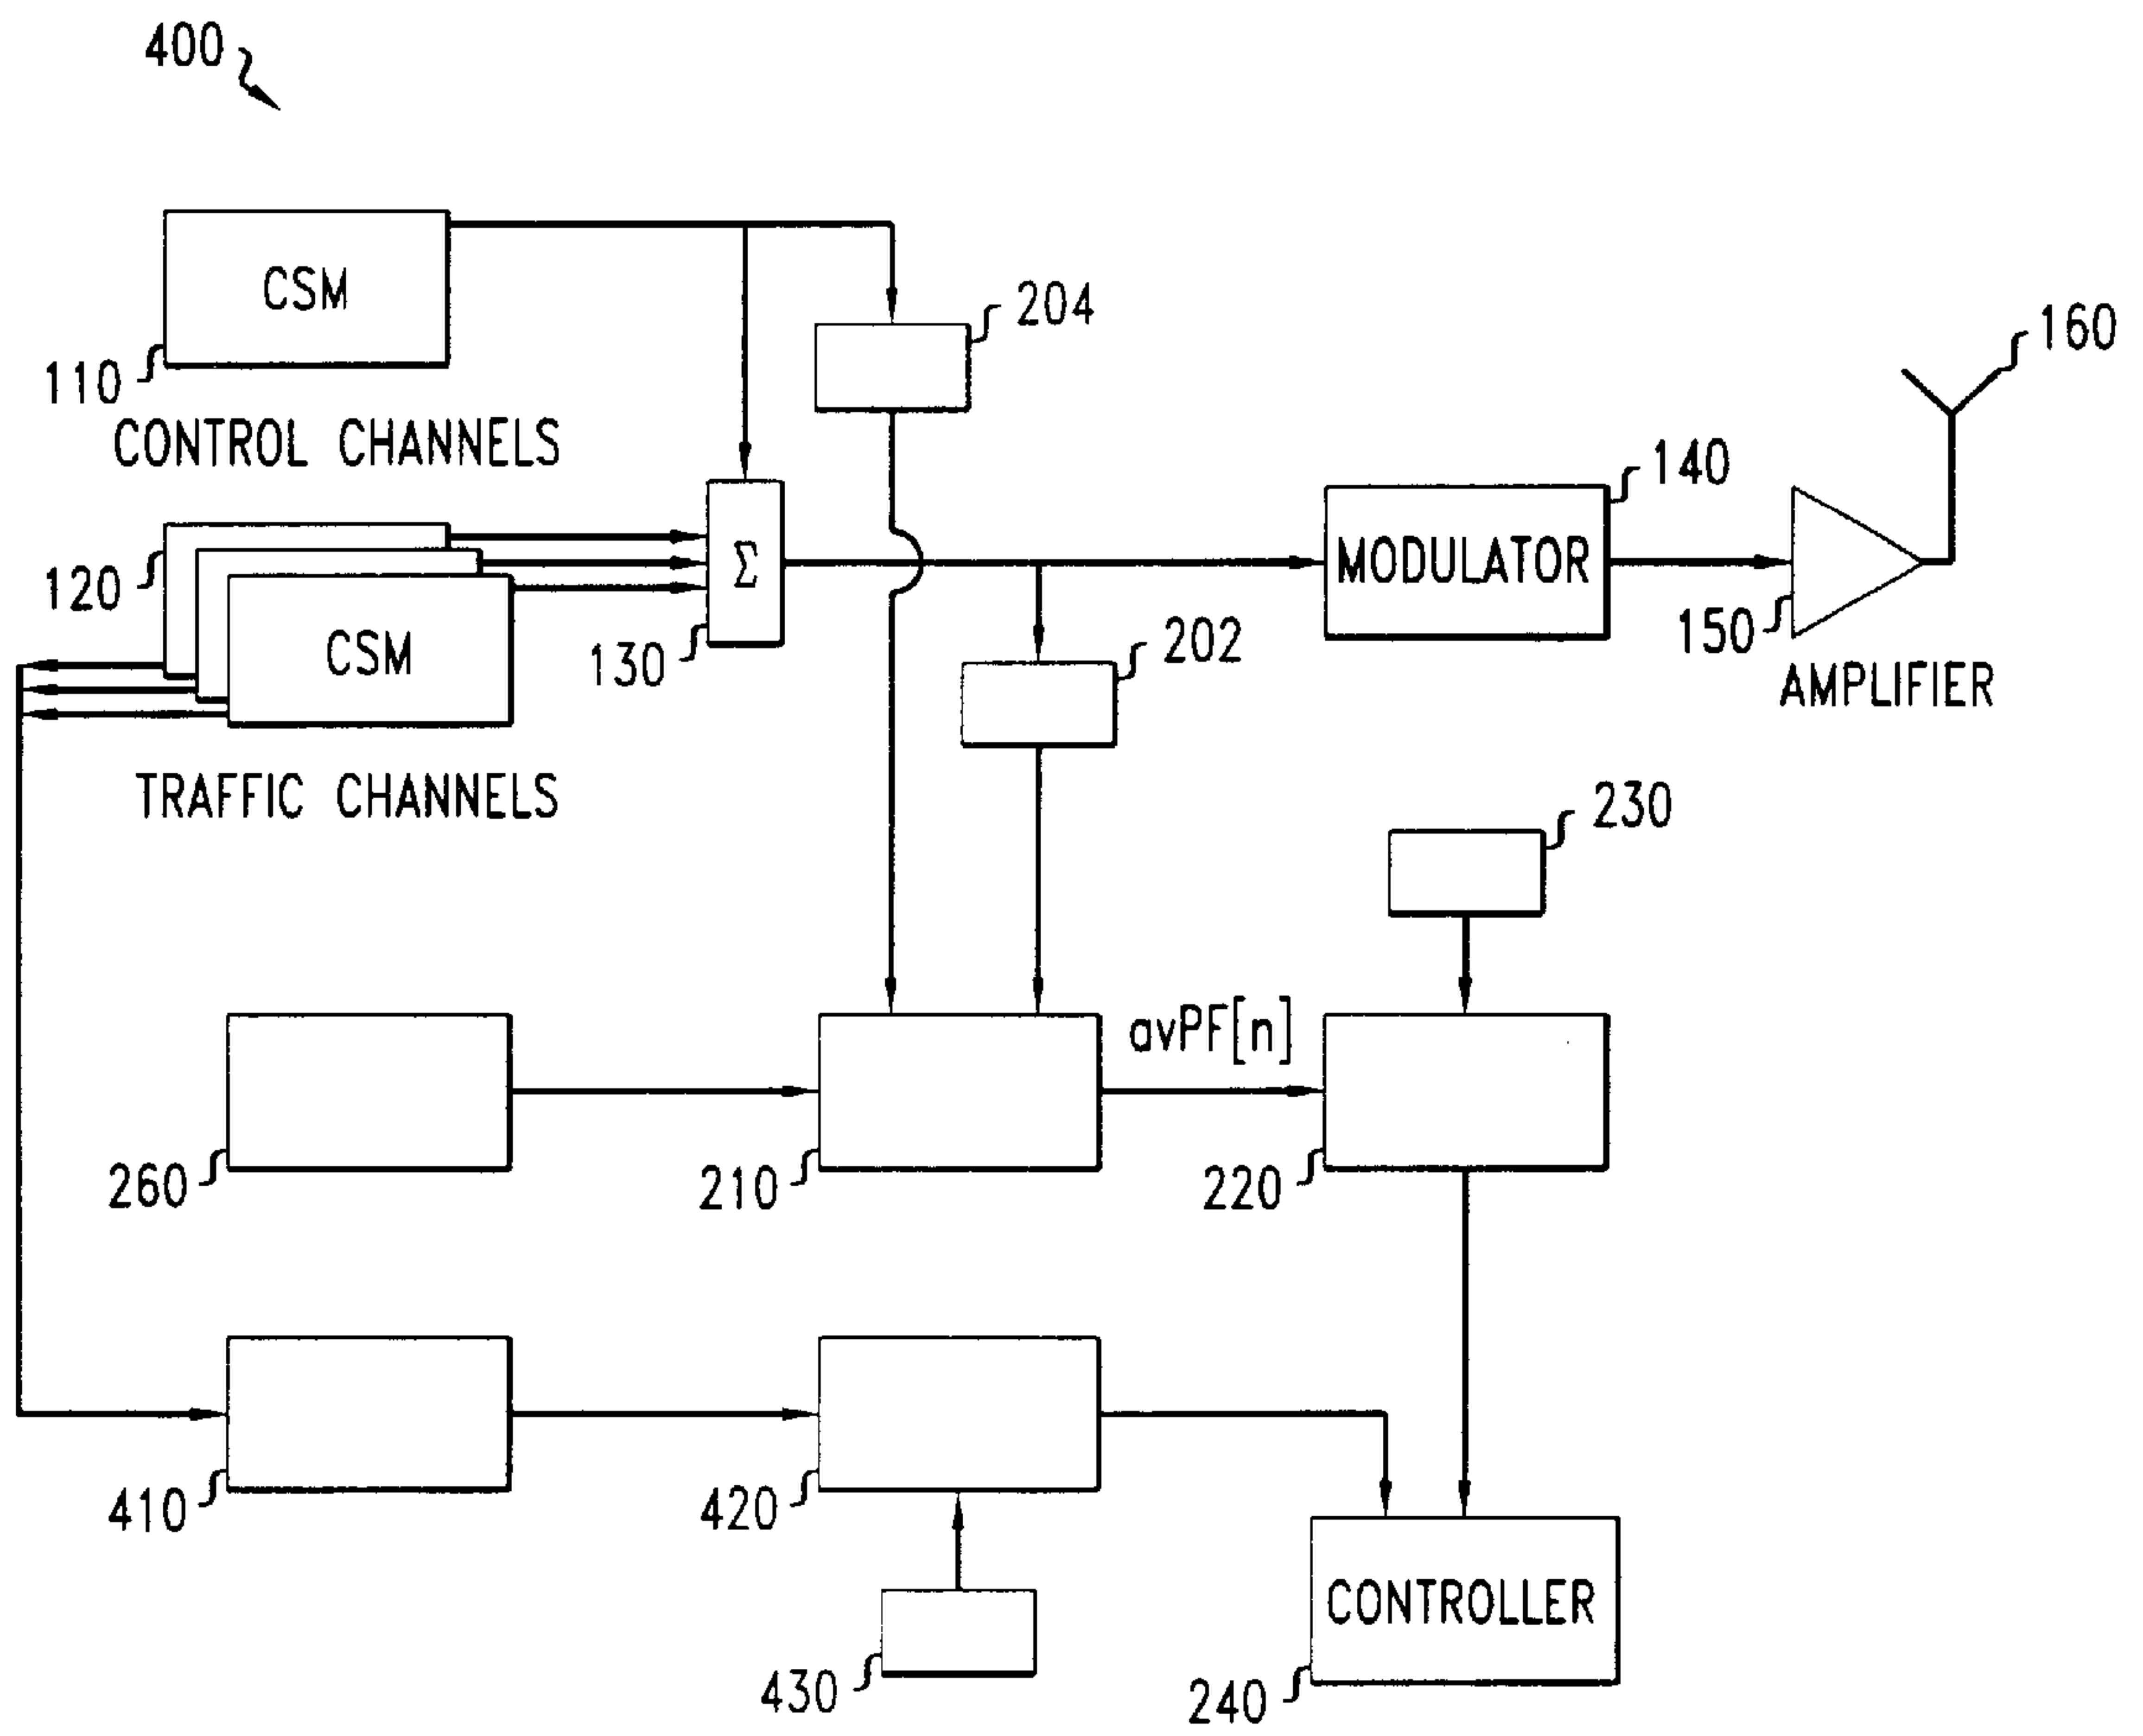 400
CSM
204
160
110
CONTROL CHANNELS
140
MODULATOR
120
Σ
CSM
130
202
150
AMPLIFIER
TRAFFIC CHANNELS
230
avPF[n]
260
210
220
410
420
CONTROLLER
430
240